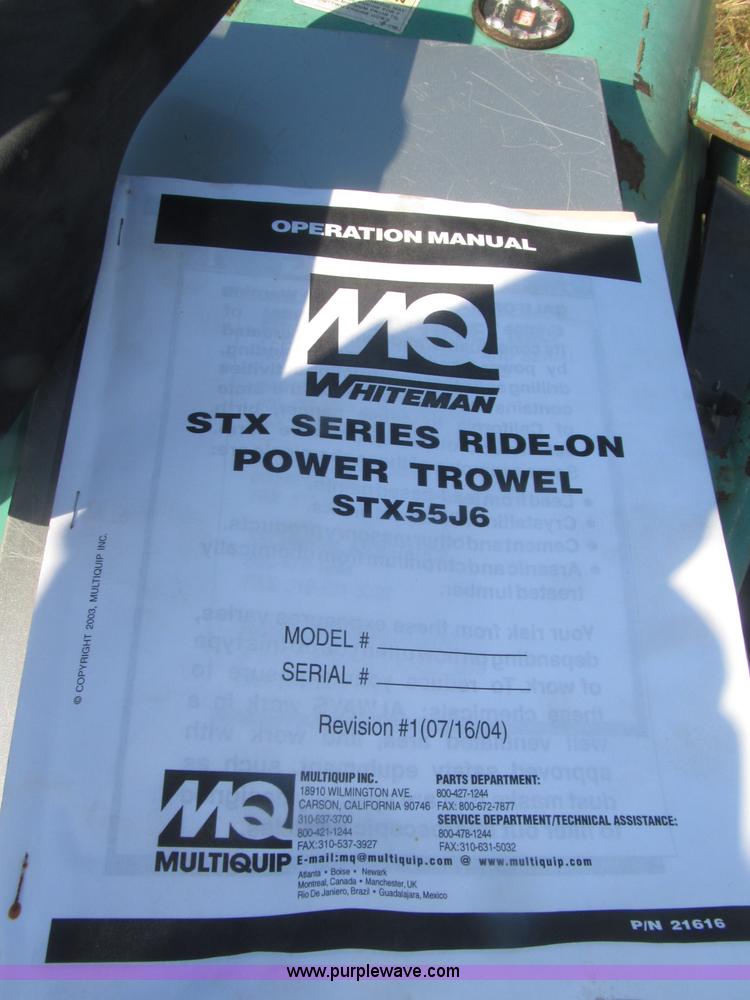 OPERATION MANUAL
MQ
WHITEMAN
STX SERIES RIDE-ON
POWER TROWEL
STX55J6
© COPYRIGHT 2003, MULTIQUIP INC.
MODEL #
SERIAL #
Revision #1(07/16/04)
MQ
MULTIQUIP
MULTIQUIP INC.
18910 WILMINGTON AVE.
CARSON, CALIFORNIA 90746
310-537-3700
800-421-1244
FAX:310-537-3927
PARTS DEPARTMENT:
800-427-1244
FAX: 800-672-7877
SERVICE DEPARTMENT/TECHNICAL ASSISTANCE:
800-478-1244
FAX:310-631-5032
E-mail:mq@multiquip.com @ www.multiquip.com
Atlanta • Boise • Newark
Montreal, Canada • Manchester, UK
Rio De Janiero, Brazil • Guadalajara, Mexico
P/N 21616
www.purplewave.com